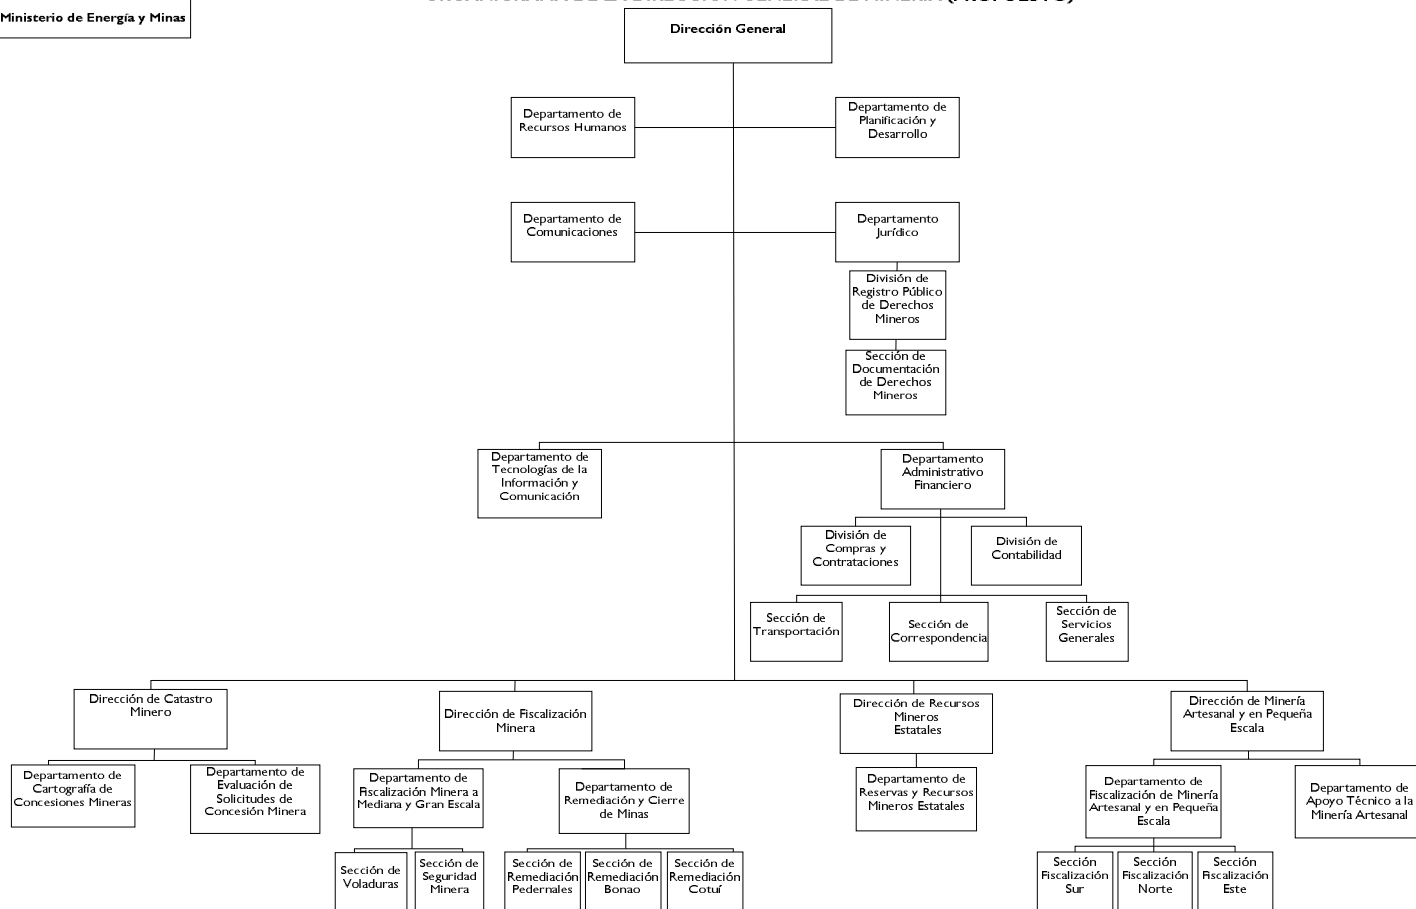 Ministerio de Energía y Minas
(PROPUESTO)
Dirección General
Departamento de
Recursos Humanos
Departamento de
Planificación y
Desarrollo
Departamento de
Comunicaciones
Departamento
Jurídico
División de
Registro Público
de Derechos
Mineros
Sección de
Documentación
de Derechos
Mineros
Departamento de
Tecnologías de la
Información y
Comunicación
Departamento
Administrativo
Financiero
División de
Compras y
Contrataciones
División de
Contabilidad
Sección de
Transportación
Sección de
Correspondencia
Sección de
Servicios
Generales
Dirección de Catastro
Minero
Dirección de Fiscalización
Minera
Dirección de Recursos
Mineros
Estatales
Dirección de Minería
Artesanal y en Pequeña
Escala
Departamento de
Cartografía de
Concesiones Mineras
Departamento de
Evaluación de
Solicitudes de
Concesión Minera
Departamento de
Fiscalización Minera a
Mediana y Gran Escala
Departamento de
Remediación y Cierre
de Minas
Departamento de
Reservas y Recursos
Mineros Estatales
Departamento de
Fiscalización de Minería
Artesanal y en Pequeña
Escala
Departamento de
Apoyo Técnico a la
Minería Artesanal
Sección de
Voladuras
Sección de
Seguridad
Minera
Sección de
Remediación
Pedernales
Sección de
Remediación
Bonao
Sección de
Remediación
Cotuí
Sección
Fiscalización
Sur
Sección
Fiscalización
Norte
Sección
Fiscalización
Este